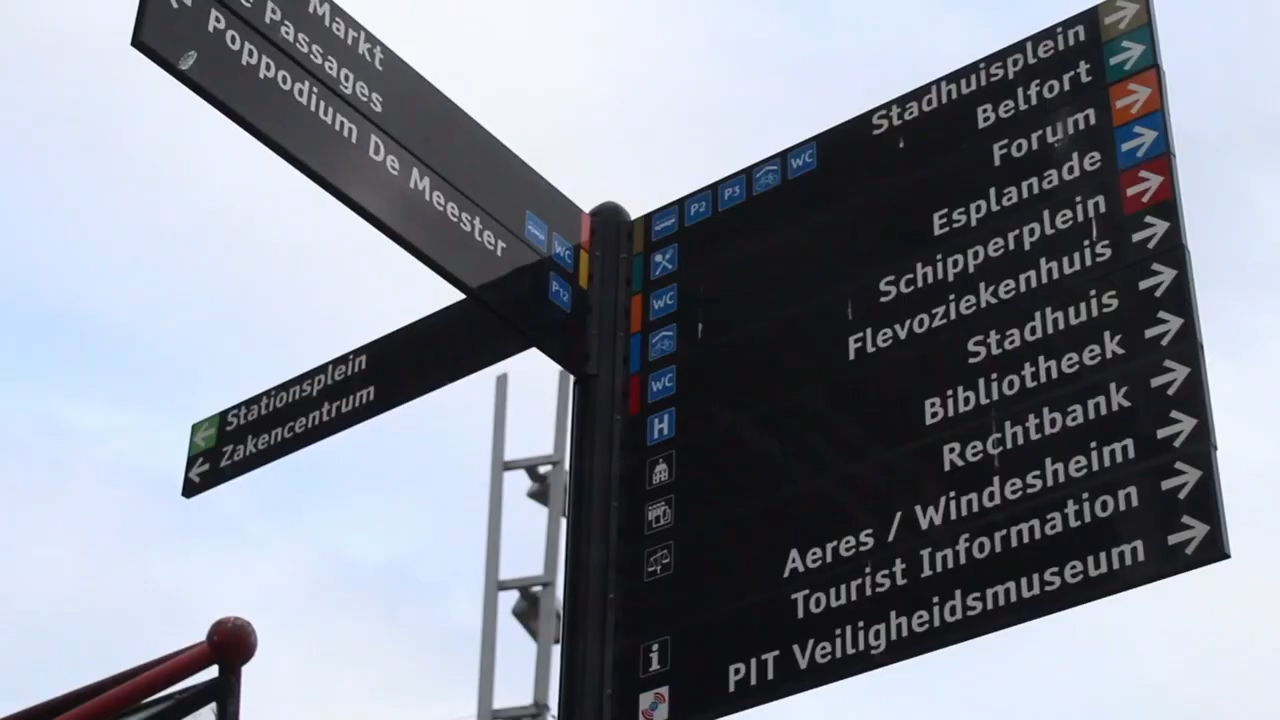 Markt
Passages
Poppodium De Meester
WC
P12
Stationsplein
Zakencentrum
Stadhuisplein
P2 P3 WC
Belfort
Forum
WC
Esplanade
Schipperplein
WC
Flevoziekenhuis
H
Stadhuis
Bibliotheek
Rechtbank
Aeres / Windesheim
Tourist Information
i
PIT Veiligheidsmuseum